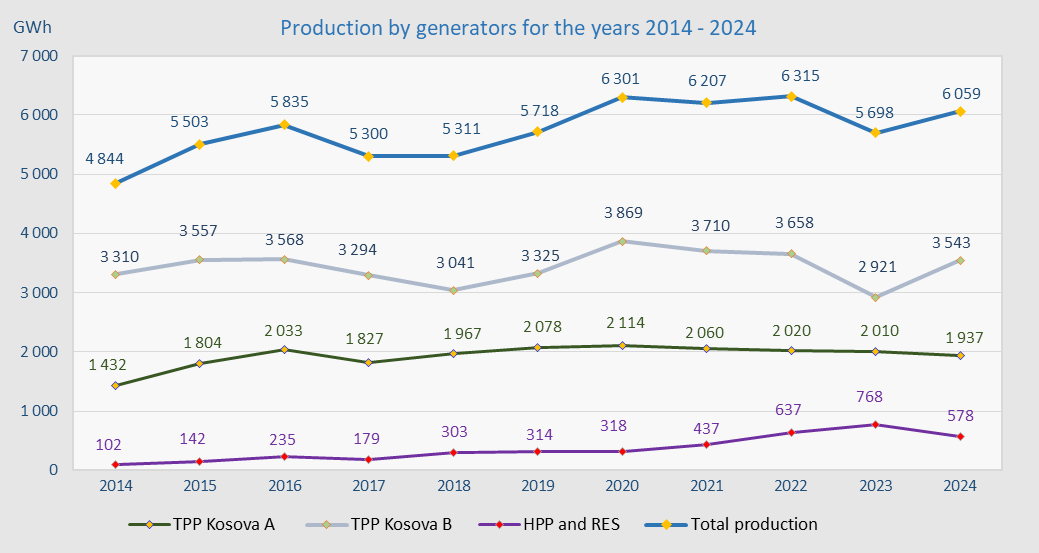 GWh
Production by generators for the years 2014 - 2024
7 000
6 000
5 000
4 000
3 000
2 000
1 000
0
4 844 5 503 5 835 5 300 5 311 5 718 6 301 6 207 6 315 5 698 6 059
3 310 3 557 3 568 3 294 3 041 3 325 3 869 3 710 3 658 2 921 3 543
1 432 1 804 2 033 1 827 1 967 2 078 2 114 2 060 2 020 2 010 1 937
102 142 235 179 303 314 318 437 637 768 578
2014 2015 2016 2017 2018 2019 2020 2021 2022 2023 2024
TPP Kosova A TPP Kosova B HPP and RES Total production